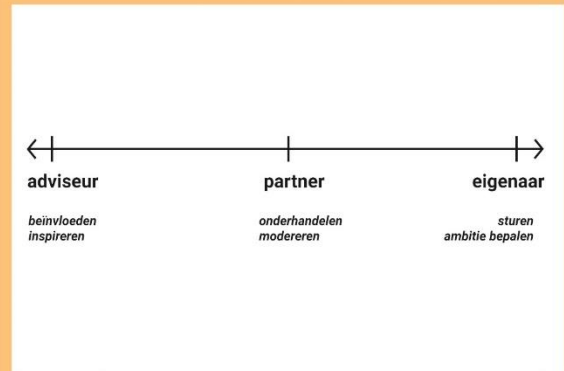 adviseur
partner
eigenaar
beïnvloeden
inspireren
onderhandelen
modereren
sturen
ambitie bepalen